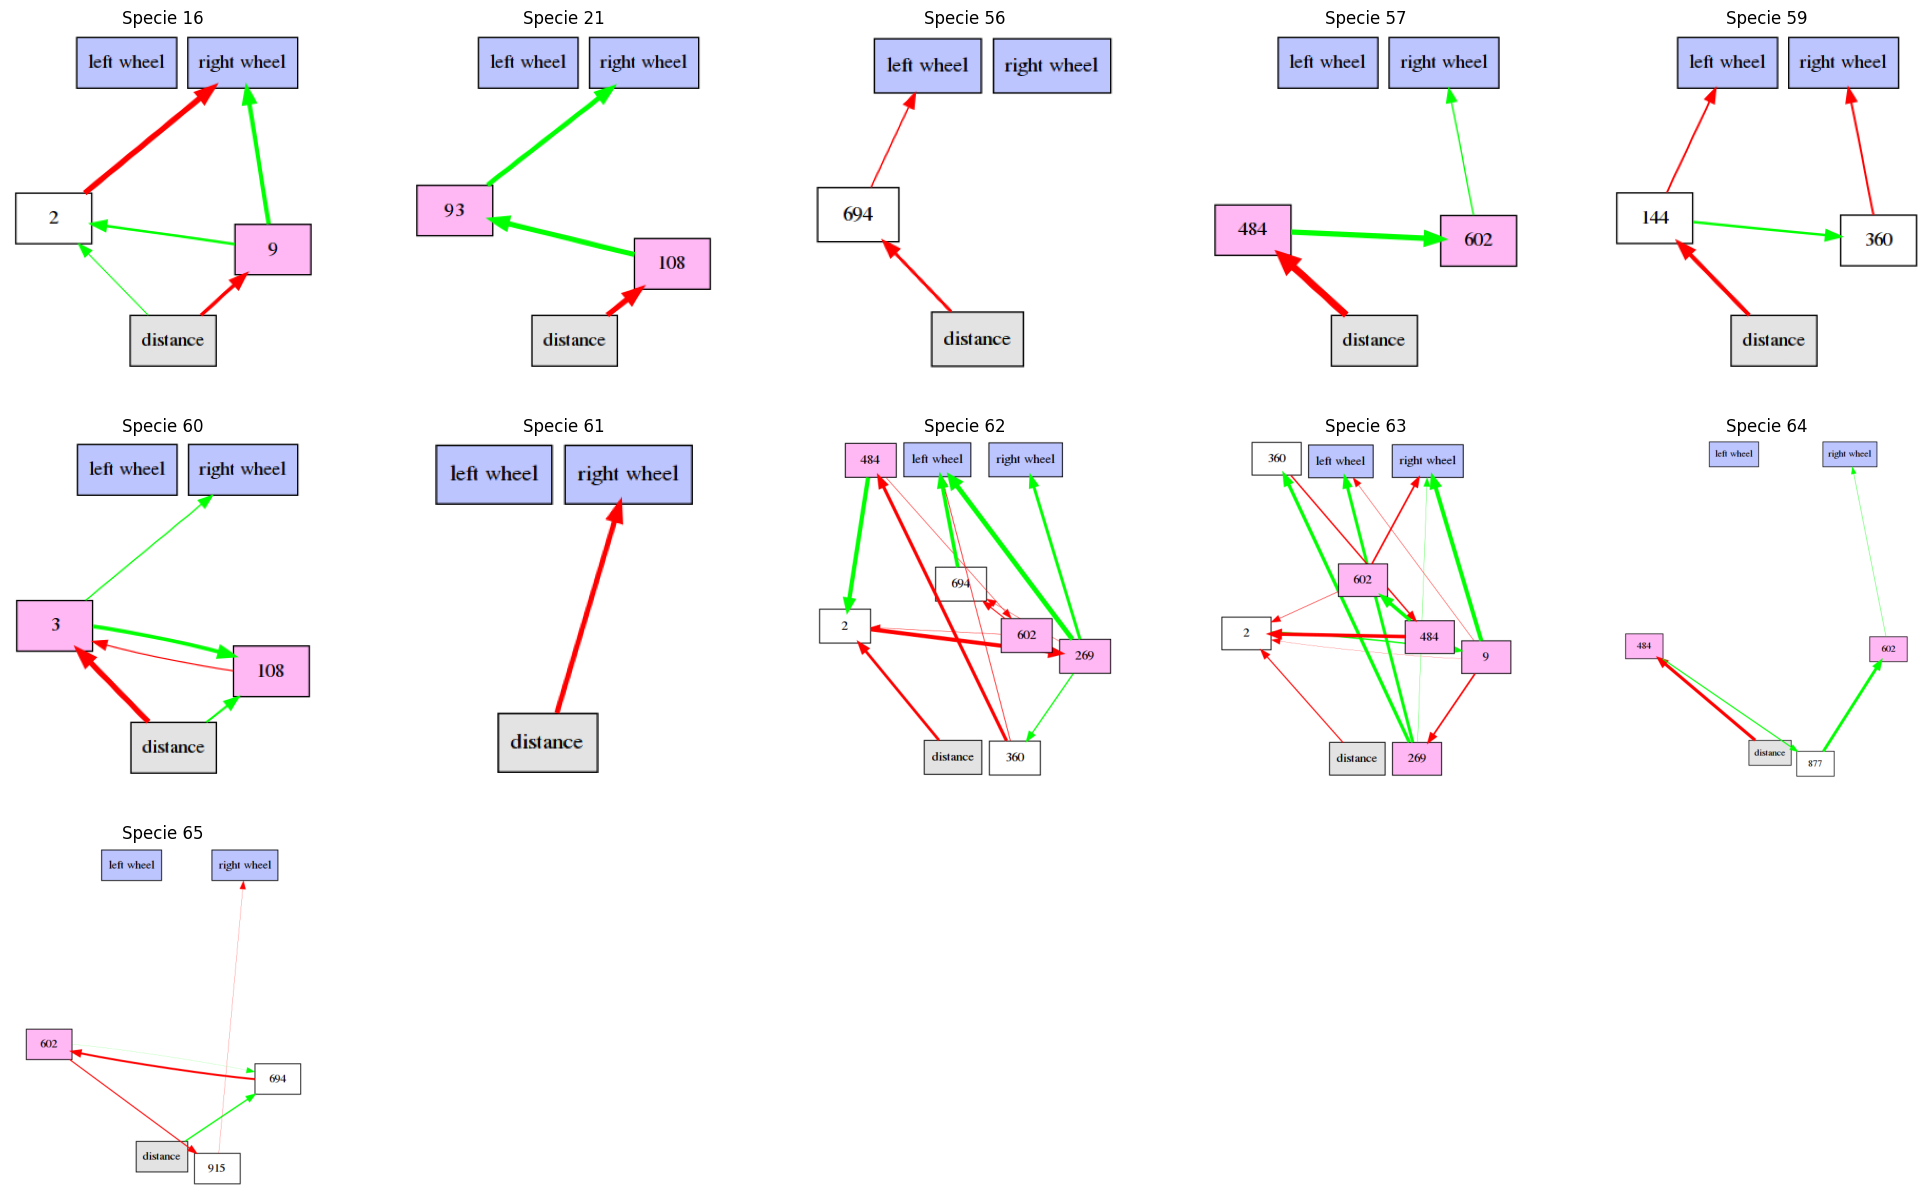 Specie 16
left wheel
right wheel
2
9
distance
Specie 21
left wheel
right wheel
93
108
distance
Specie 56
left wheel
right wheel
694
distance
Specie 57
left wheel
right wheel
484
602
distance
Specie 59
left wheel
right wheel
144
360
distance
Specie 60
left wheel
right wheel
3
108
distance
Specie 61
left wheel
right wheel
distance
Specie 62
484
left wheel
right wheel
694
2
602
269
distance
360
Specie 63
360
left wheel
right wheel
602
2
484
9
distance
269
Specie 64
left wheel
right wheel
484
602
distance
877
Specie 65
left wheel
right wheel
602
694
distance
915